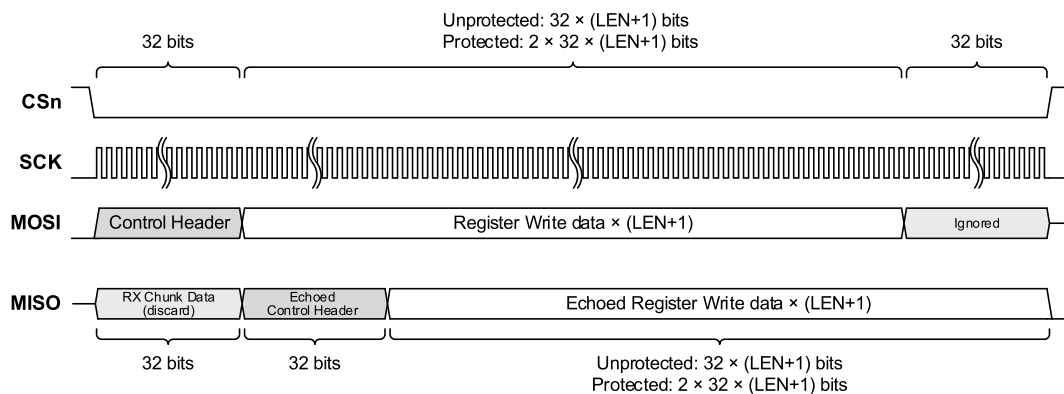 Unprotected: 32 × (LEN+1) bits
32 bits
Protected: 2 × 32 × (LEN+1) bits
32 bits
CSn
SCK
MOSI
Control Header
Register Write data × (LEN+1)
Ignored
MISO
RX Chunk Data
(discard)
Echoed
Control Header
Echoed Register Write data × (LEN+1)
32 bits
32 bits
Unprotected: 32 × (LEN+1) bits
Protected: 2 × 32 × (LEN+1) bits